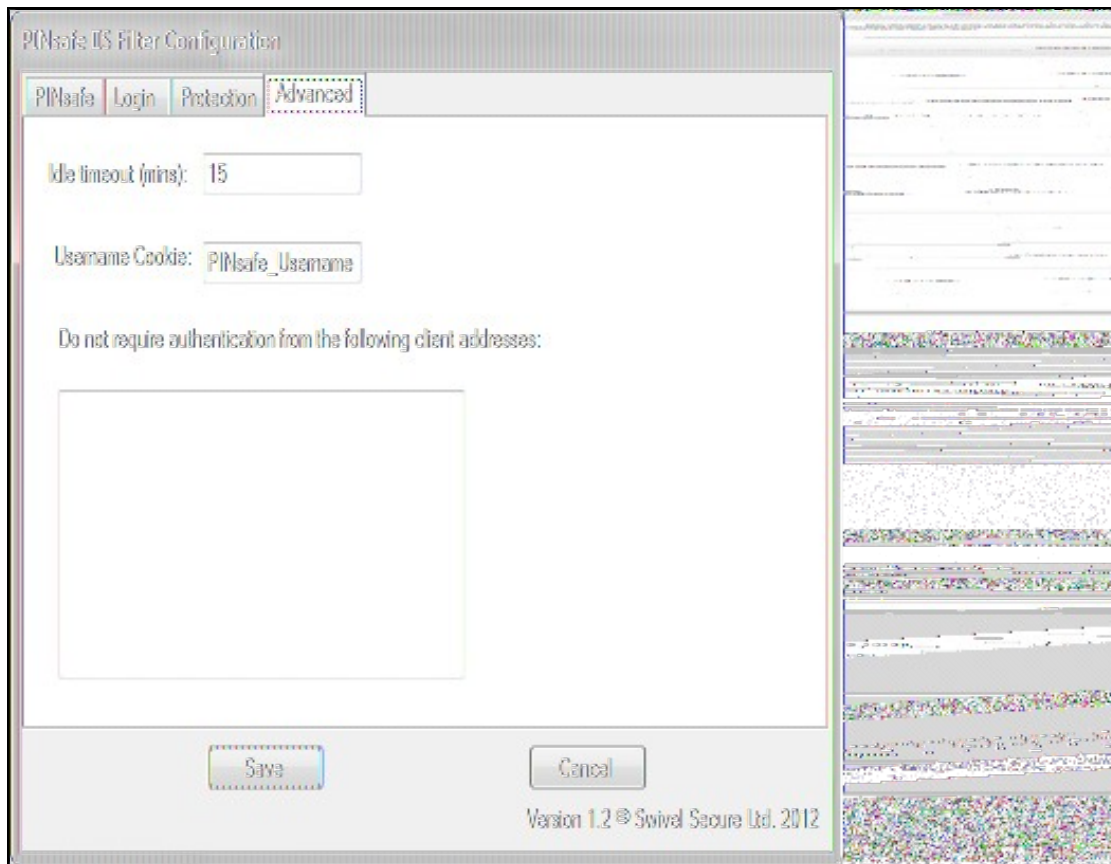 PINsafe IIS Filter Configuration
PINsafe Login Protection Advanced
Idle timeout (mins): 15
Username Cookie: PINsafe_Username
Do not require authentication from the following client addresses:
Save Cancel
Version 1.2 © Swivel Secure Ltd. 2012